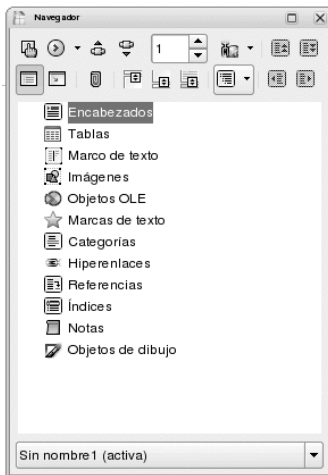 Navegador
1
Encabezados
Tablas
Marco de texto
Imágenes
Objetos OLE
Marcas de texto
Categorías
Hiperenlaces
Referencias
Índices
Notas
Objetos de dibujo
Sin nombre1 (activa)